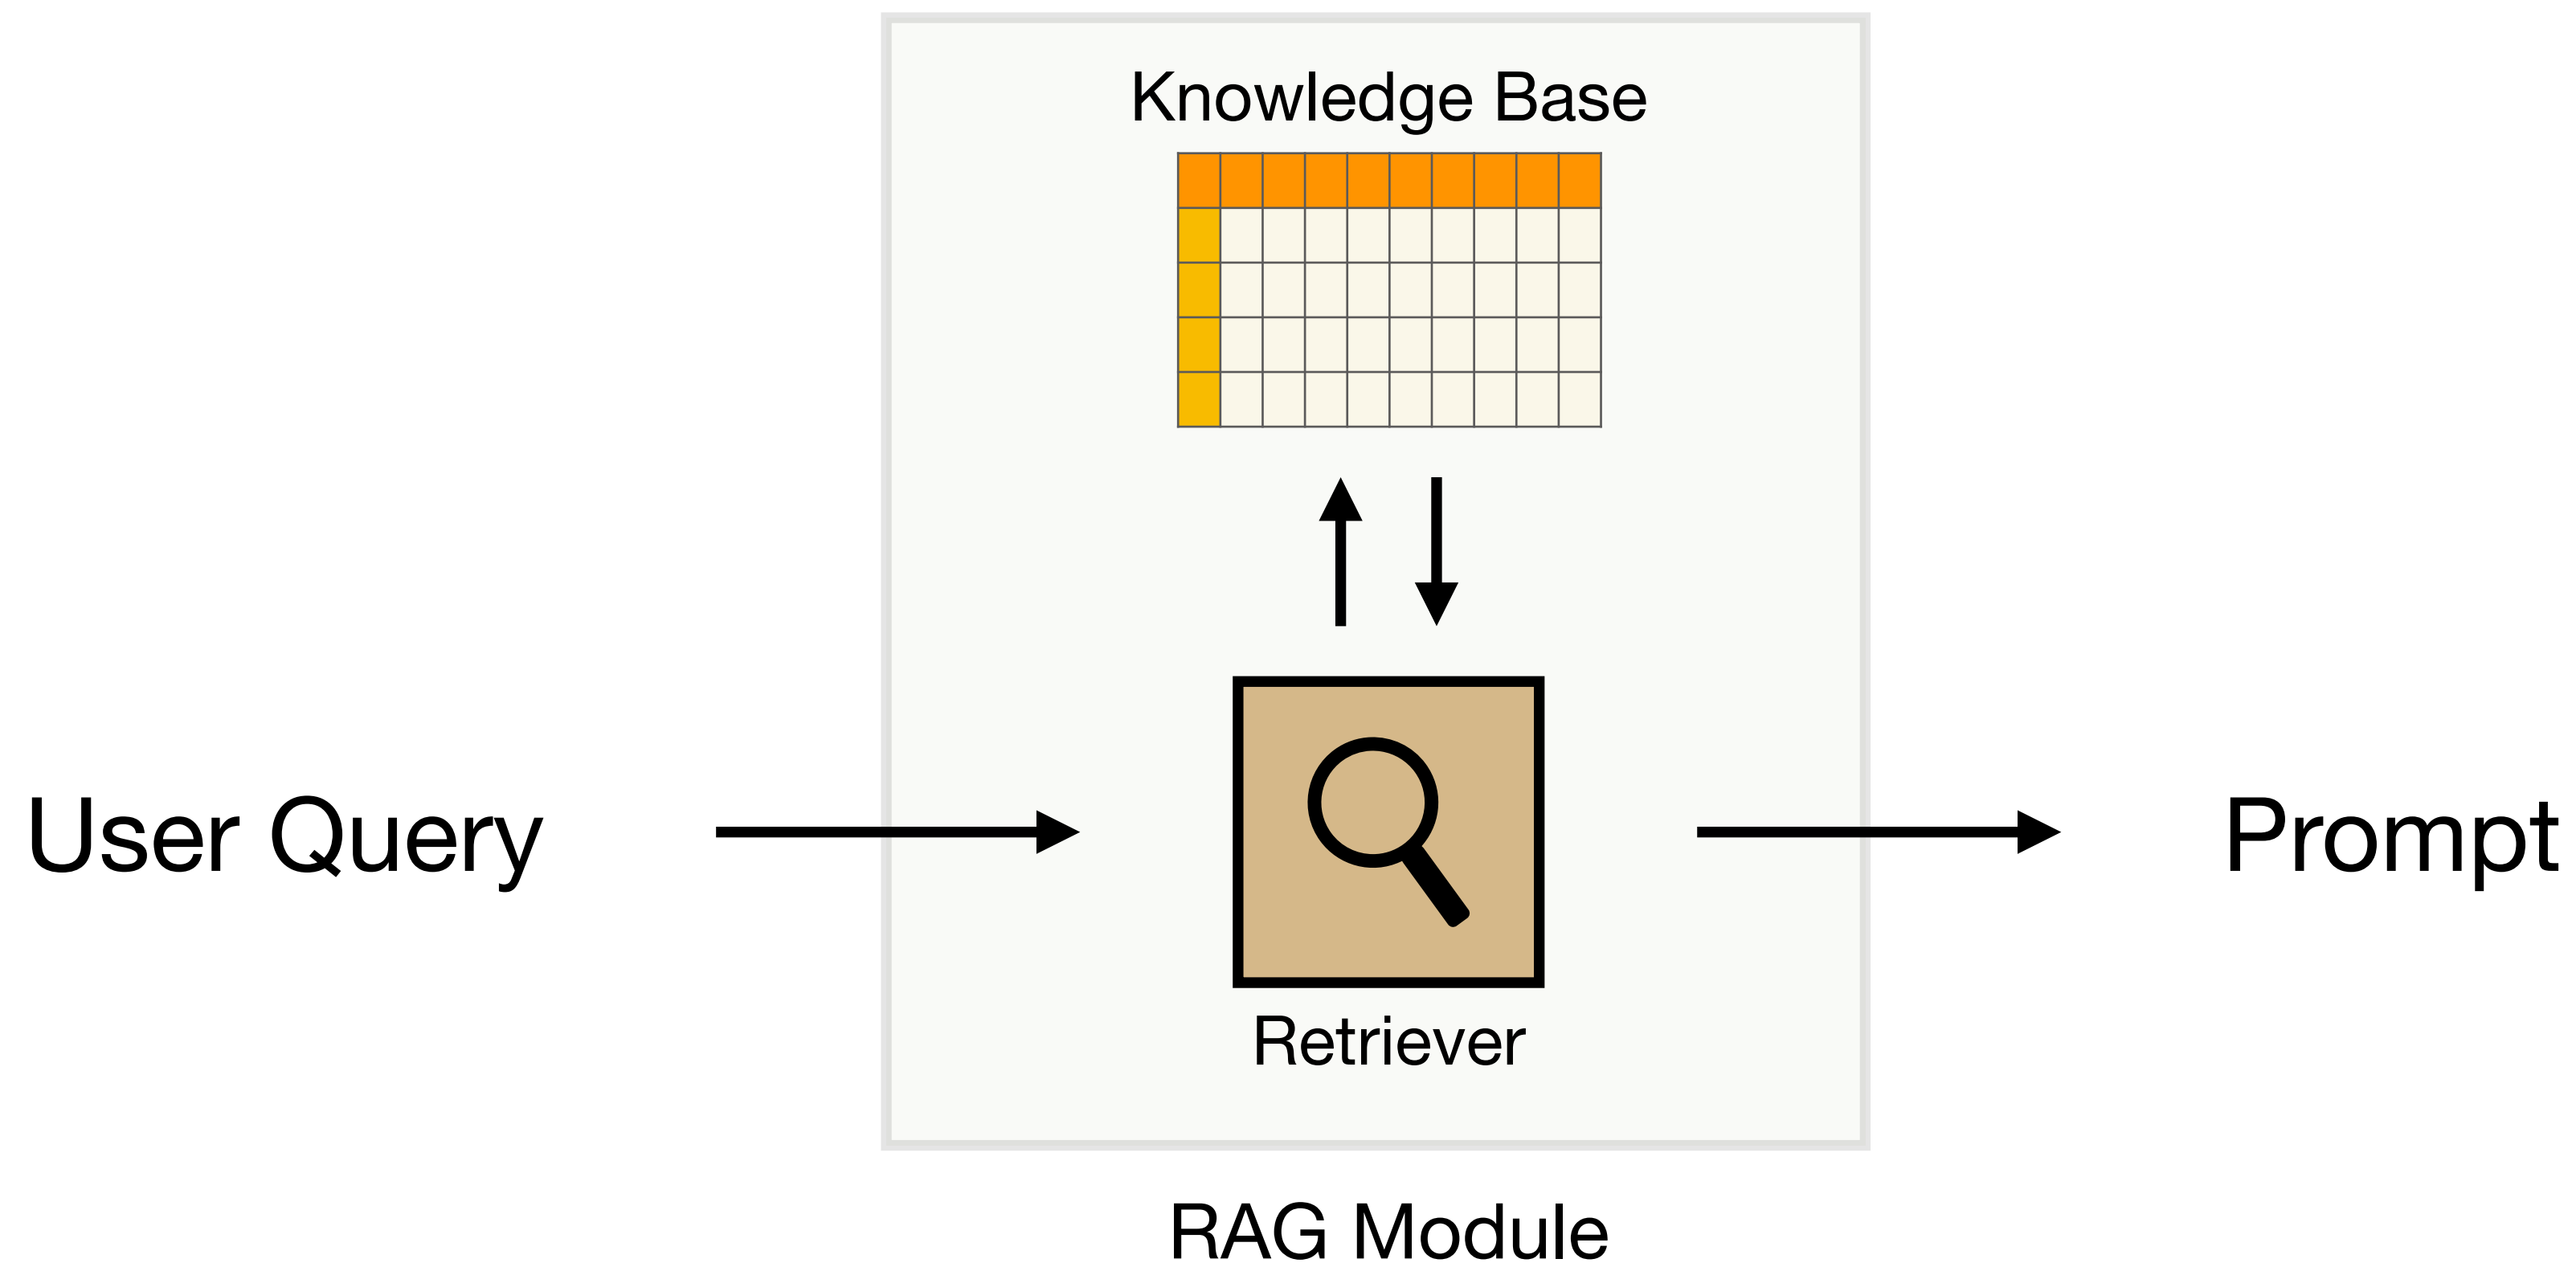 Knowledge Base
User Query
Prompt
Retriever
RAG Module